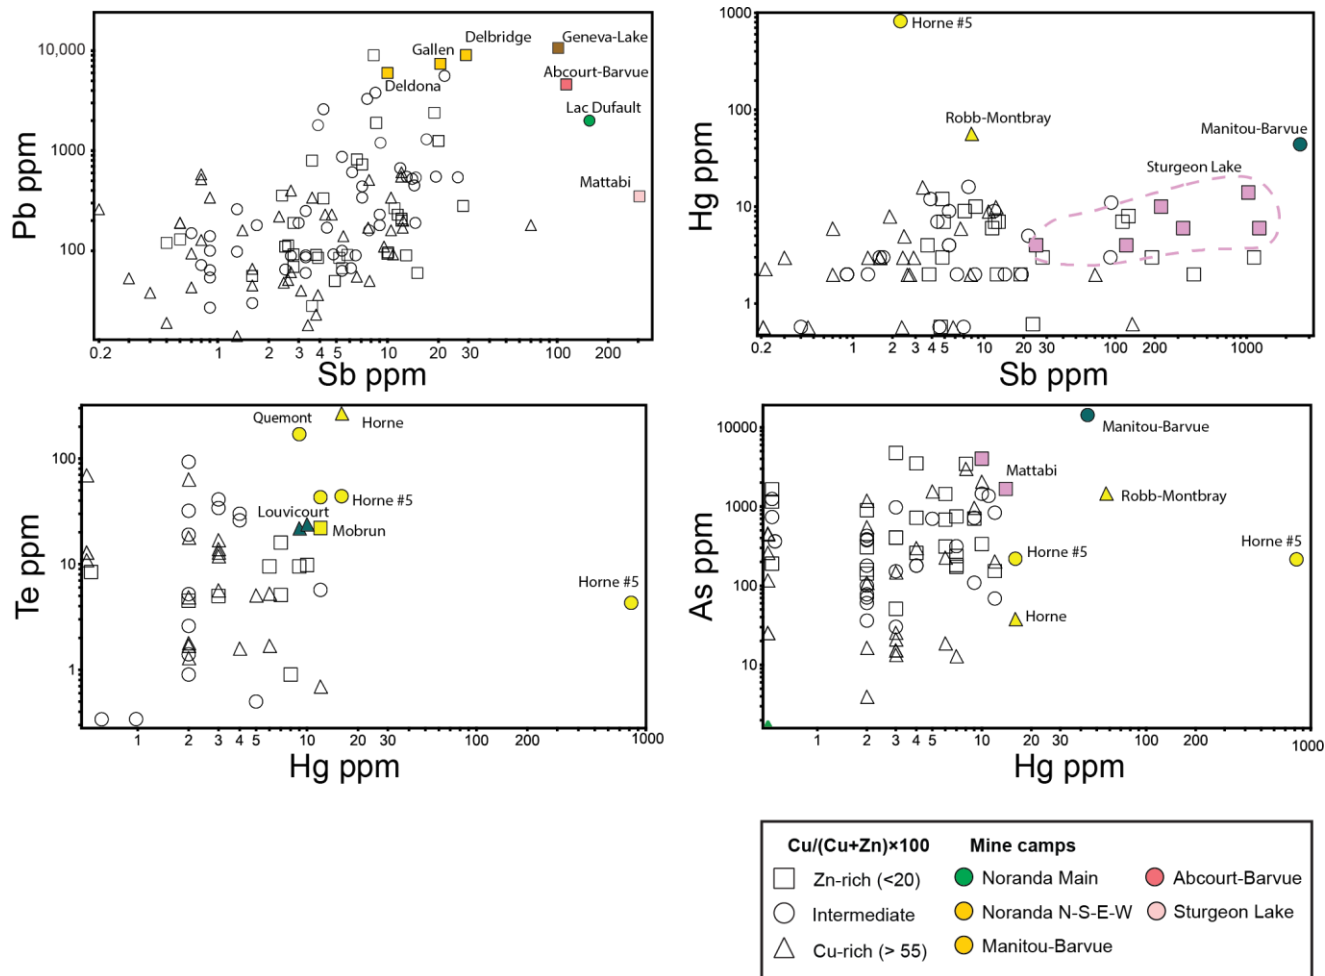 10,000
1000
100
Pb ppm
Delbridge
Geneva-Lake
Gallen
Abcourt-Barvue
Deldona
Lac Dufault
Mattabi
0.2 1 2 3 4 5 10 20 30 100 200
Sb ppm
1000
100
10
1
Hg ppm
Horne #5
Robb-Montbray
Manitou-Barvue
Sturgeon Lake
0.2 1 2 3 4 5 10 20 30 100 200 1000
Sb ppm
100
10
1
Te ppm
Quemont
Horne
Horne #5
Louvicourt
Mobrun
Horne #5
1 2 3 4 5 10 20 30 100 200 1000
Hg ppm
10000
1000
100
10
As ppm
Manitou-Barvue
Mattabi
Robb-Montbray
Horne #5
Horne #5
Horne
1 2 3 4 5 10 20 30 100 200 1000
Hg ppm
Cu/(Cu+Zn)×100 Mine camps
Zn-rich (<20) Noranda Main Abcourt-Barvue
Intermediate Noranda N-S-E-W Sturgeon Lake
Cu-rich (> 55) Manitou-Barvue